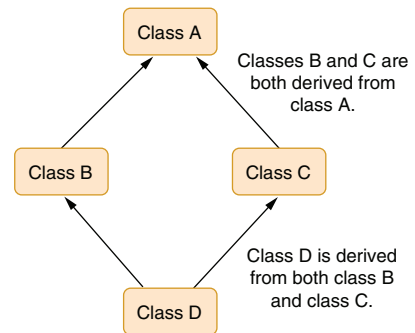 Class A
Classes B and C are
both derived from
class A.
Class B
Class C
Class D is derived
from both class B
and class C.
Class D